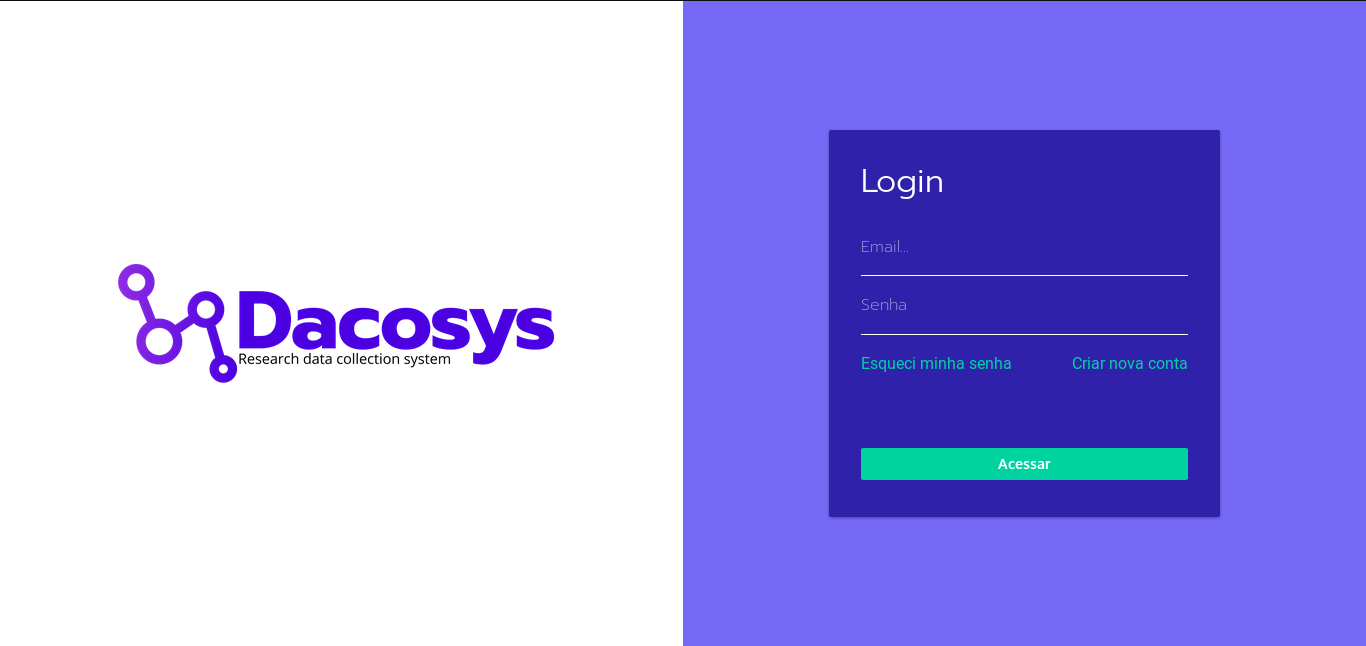 Dacosys
Research data collection system
Login
Email...
Senha
Esqueci minha senha
Criar nova conta
Acessar